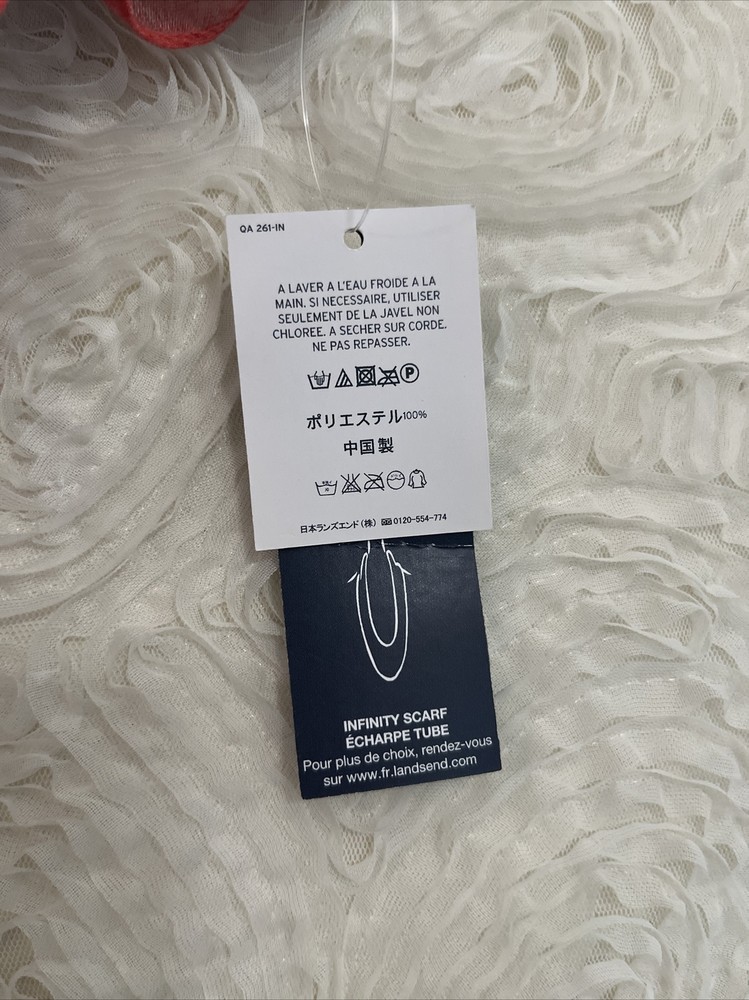 QA 261-IN
A LAVER A L'EAU FROIDE A LA
MAIN. SI NECESSAIRE, UTILISER
SEULEMENT DE LA JAVEL NON
CHLOREE. A SECHER SUR CORDE.
NE PAS REPASSER.
P
ポリエステル100%
中国製
日本ランズエンド(株) 0120-554-774
INFINITY SCARF
ÉCHARPE TUBE
Pour plus de choix, rendez-vous
sur www.fr.landsend.com